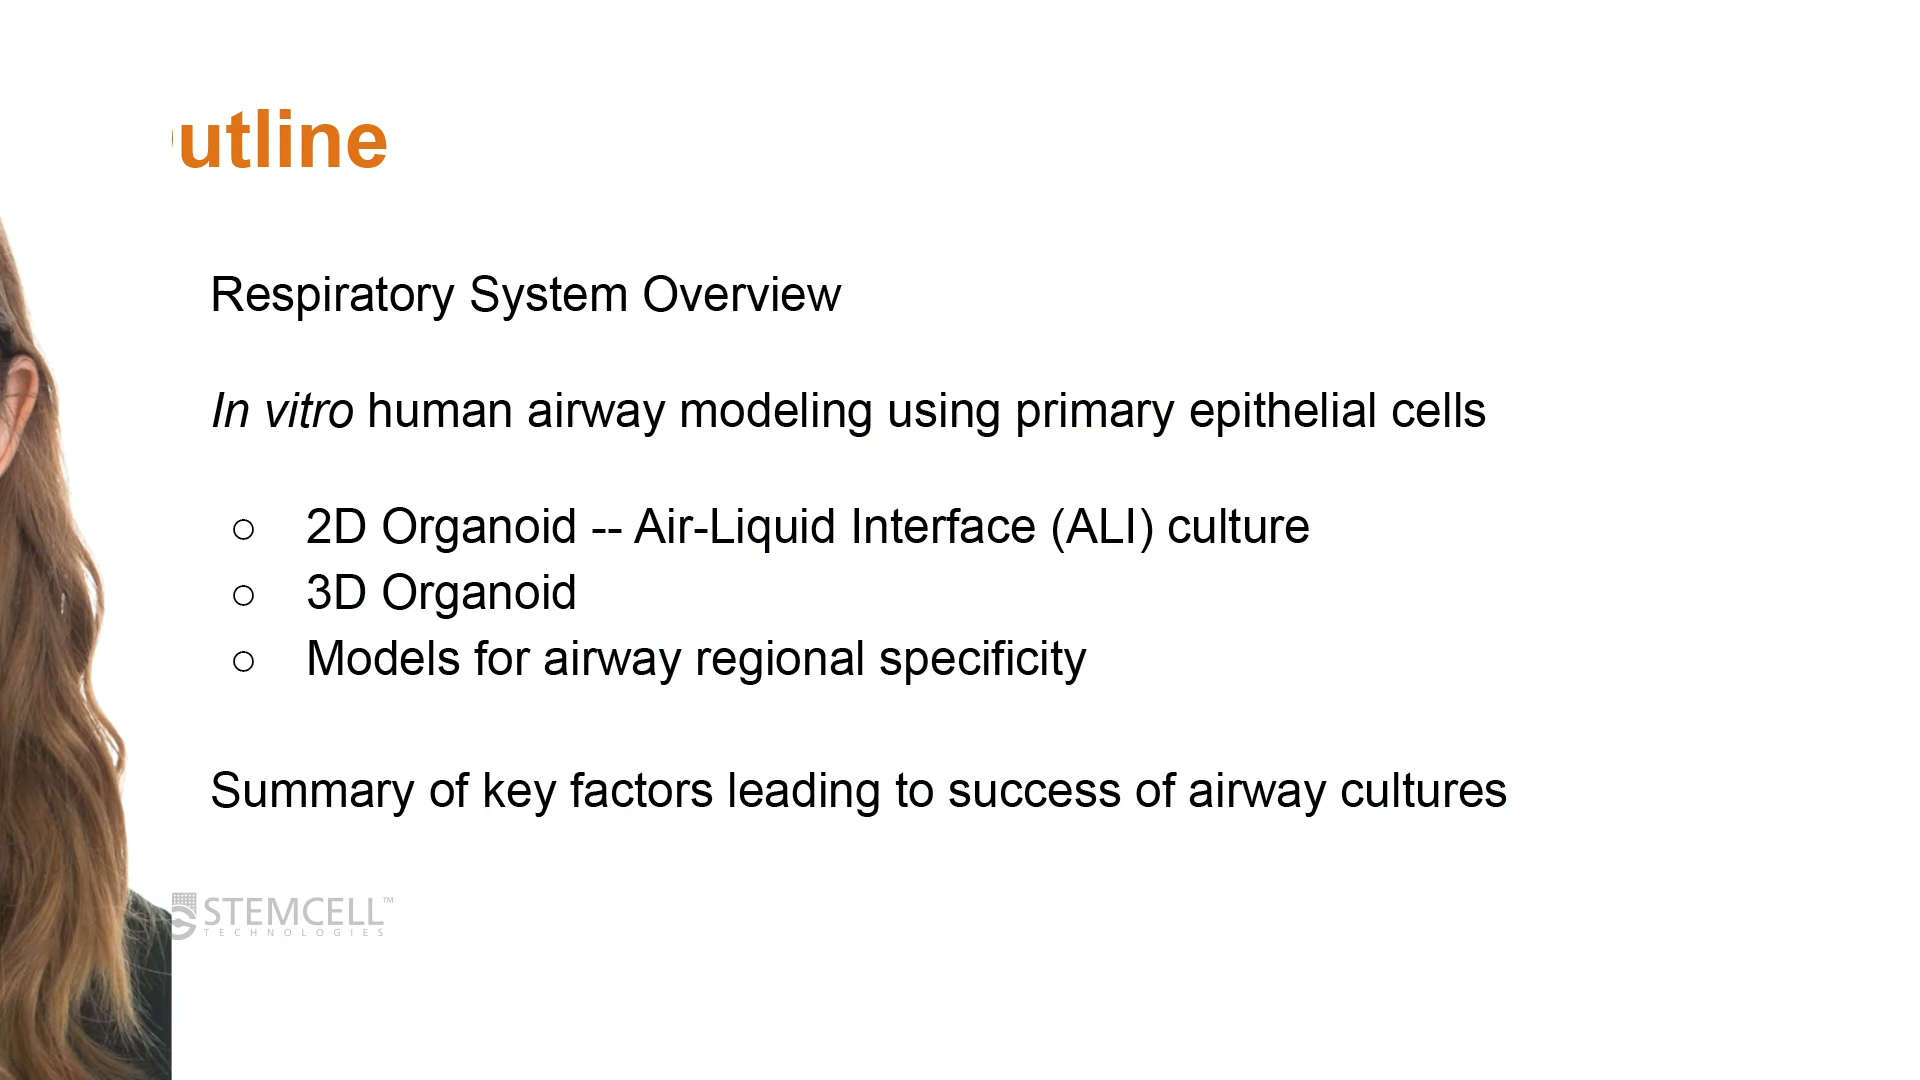 utline
Respiratory System Overview
In vitro human airway modeling using primary epithelial cells
○ 2D Organoid -- Air-Liquid Interface (ALI) culture
○ 3D Organoid
○ Models for airway regional specificity
Summary of key factors leading to success of airway cultures
STEMCELL™
TECHNOLOGIES